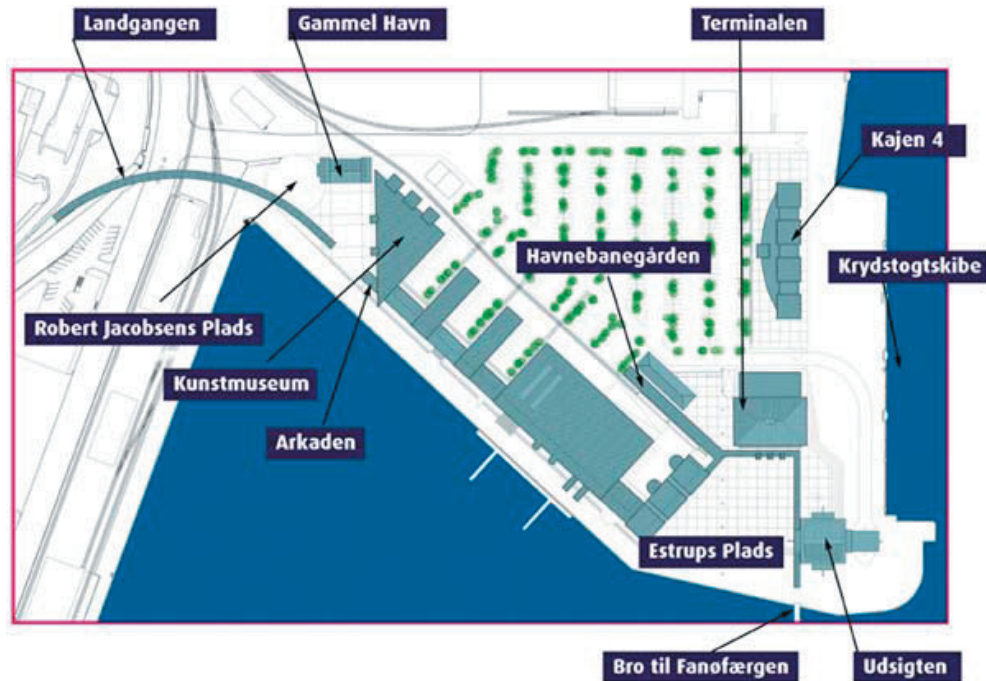 Landgangen
Gammel Havn
Terminalen
Kajen 4
Havnebanegården
Krydstogtskibe
Robert Jacobsens Plads
Kunstmuseum
Arkaden
Estrups Plads
Bro til Fanøfærgen
Udsigten